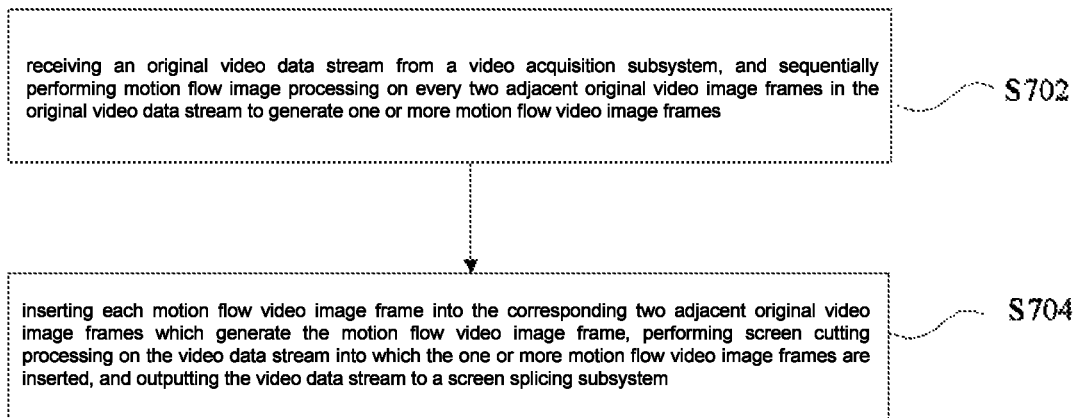 receiving an original video data stream from a video acquisition subsystem, and sequentially
performing motion flow image processing on every two adjacent original video image frames in the
original video data stream to generate one or more motion flow video image frames
S702
inserting each motion flow video image frame into the corresponding two adjacent original video
image frames which generate the motion flow video image frame, performing screen cutting
processing on the video data stream into which the one or more motion flow video image frames are
inserted, and outputting the video data stream to a screen splicing subsystem
S704